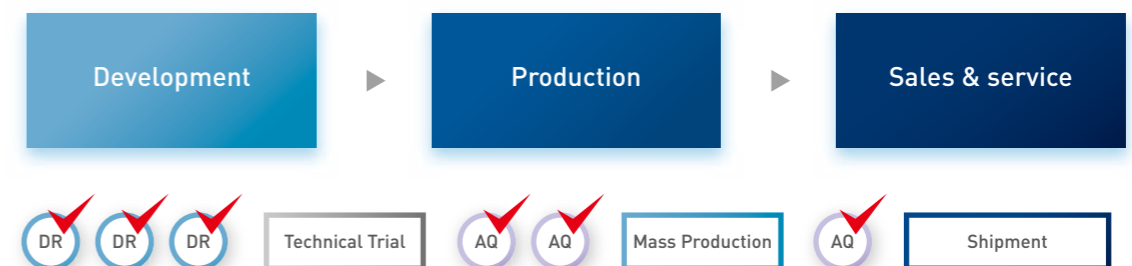 Development
Production
Sales & service
DR DR DR Technical Trial AQ AQ Mass Production AQ Shipment